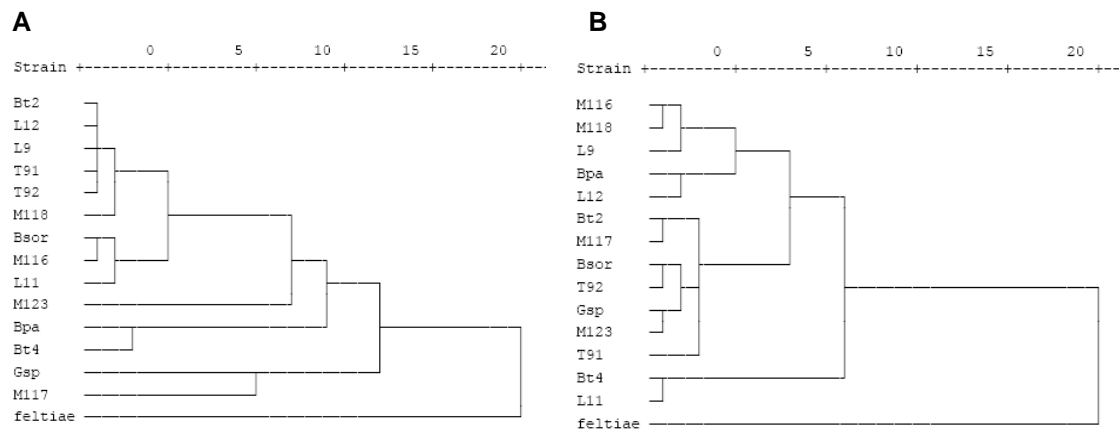 A
0 5 10 15 20
Strain
Bt2
L12
L9
T91
T92
M118
Bsor
M116
L11
M123
Bpa
Bt4
Gsp
M117
feltiae
B
0 5 10 15 20
Strain
M116
M118
L9
Bpa
L12
Bt2
M117
Bsor
T92
Gsp
M123
T91
Bt4
L11
feltiae